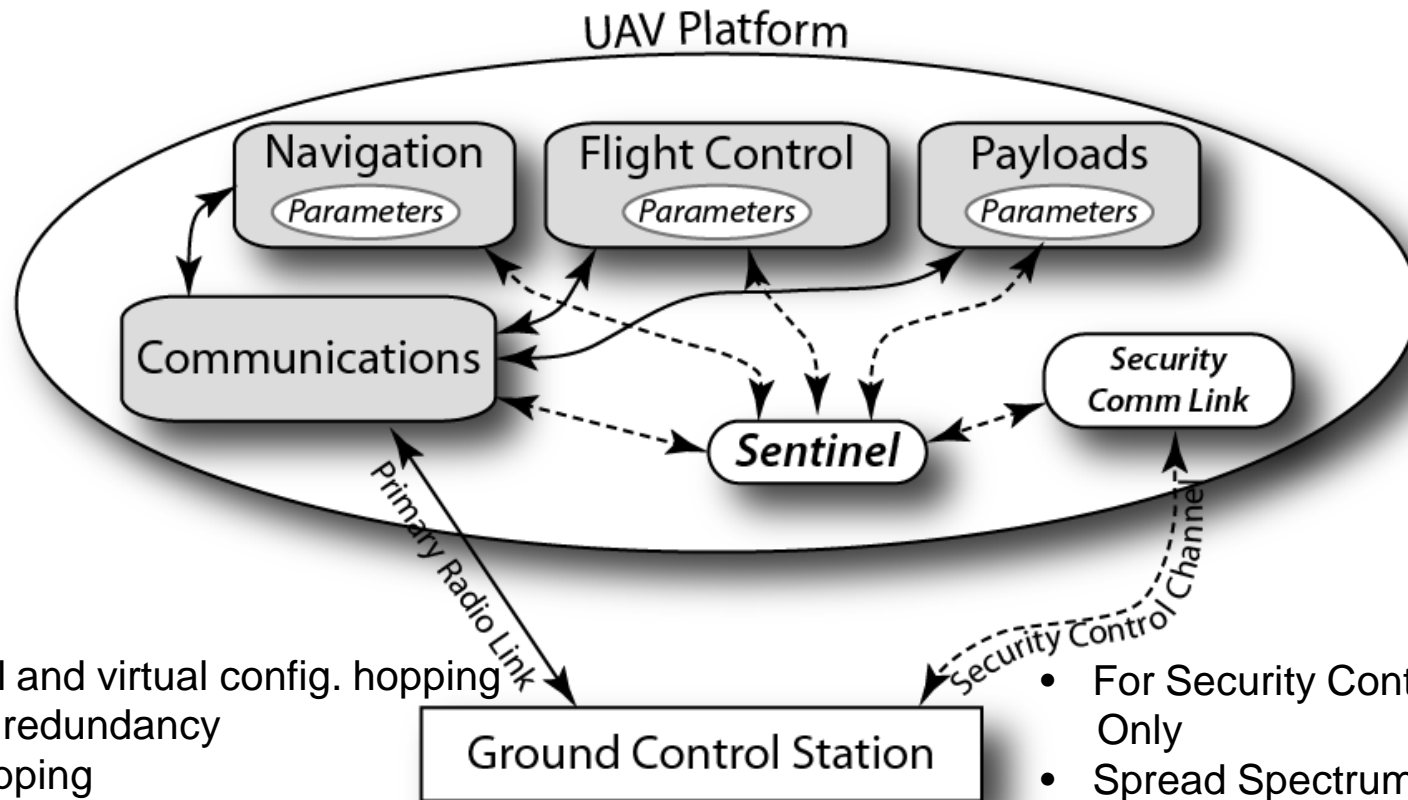 UAV Platform
Navigation
Parameters
Flight Control
Parameters
Payloads
Parameters
Communications
Security
Comm Link
Sentinel
Primary Radio Link
Security Control Channel
and virtual config. hopping
redundancy
Ground Control Station
• For Security
Only
• Spread Spectrum